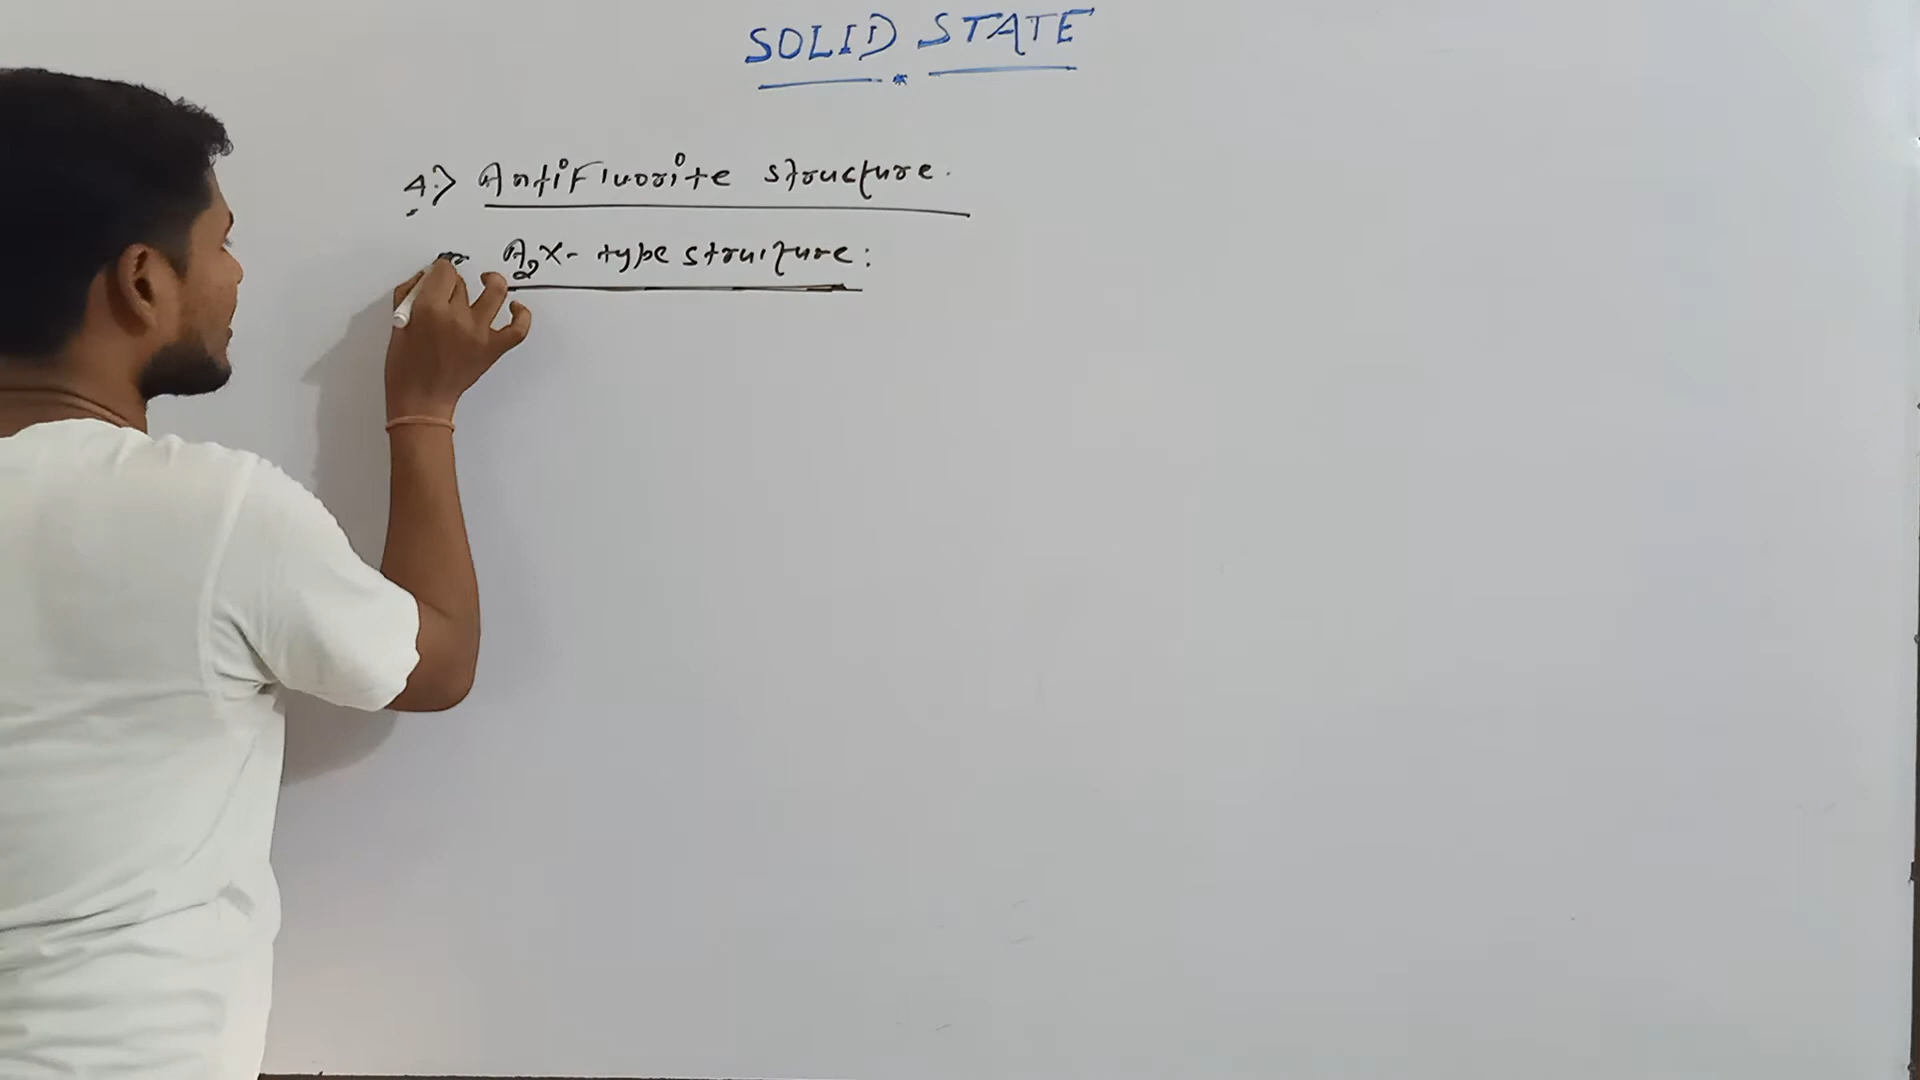 SOLID STATE
4.> AntiFluorite structure.
A₂X- type structure: